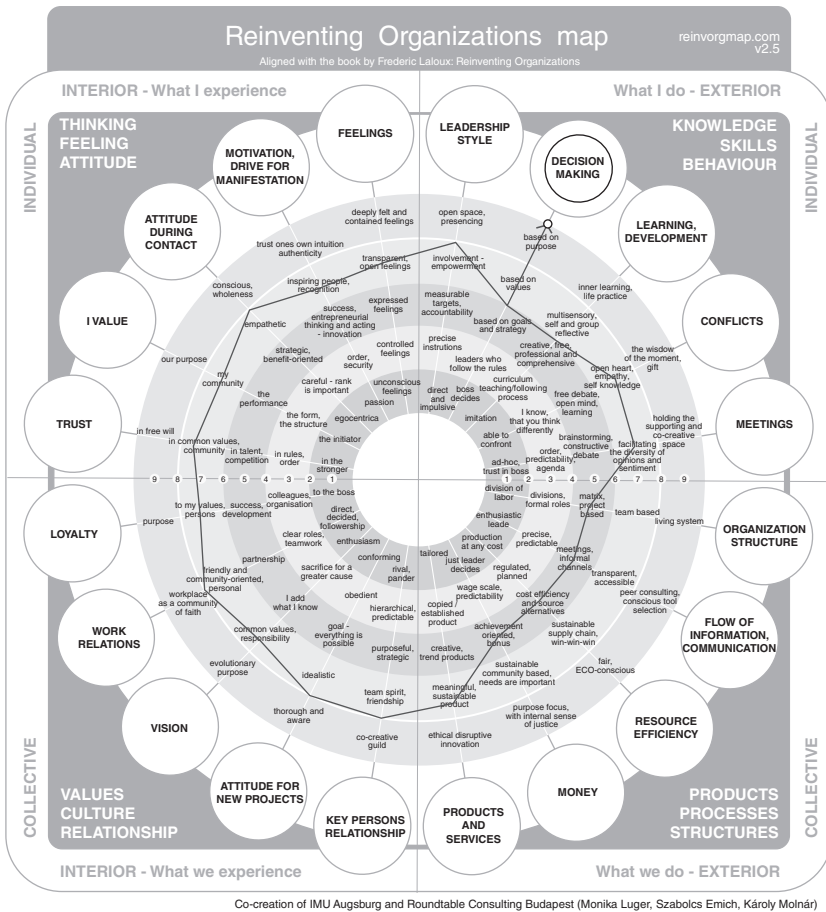 Reinventing Organizations map
reinvorgmap.com
v2.5
Aligned with the book by Frederic Laloux: Reinventing Organizations
INTERIOR - What I experience
What I do - EXTERIOR
INDIVIDUAL
INDIVIDUAL
THINKING
FEELING
ATTITUDE
KNOWLEDGE
SKILLS
BEHAVIOUR
FEELINGS
LEADERSHIP
STYLE
MOTIVATION,
DRIVE FOR
MANIFESTATION
DECISION
MAKING
ATTITUDE
DURING
CONTACT
LEARNING,
DEVELOPMENT
I VALUE
CONFLICTS
TRUST
MEETINGS
deeply felt and
contained feelings
open space,
presencing
trust ones own intuition
authenticity
based on
purpose
transparent,
open feelings
involvement -
empowerment
conscious,
wholeness
inspiring people,
recognition
based on
values
inner learning,
life practice
expressed
feelings
measurable
targets,
accountability
success,
entrepreneurial
thinking and acting
- innovation
empathetic
based on goals
and strategy
multisensory,
self and group
reflective
controlled
feelings
precise
instrutions
strategic,
benefit-oriented
order,
security
leaders who
follow the rules
creative, free,
professional and
comprehensive
the wisdom
of the moment,
gift
our purpose
my
community
careful - rank
is important
unconscious
feelings
passion
direct
and
impulsive
boss
decides
curriculum
teaching/following
process
open heart,
empathy,
self knowledge
the
performance
the form,
the structure
egocentrica
imitation
I know,
that you think
differently
free debate,
open mind,
learning
in free will
in common values,
community
in talent,
competition
in rules,
order
the initiator
in the
stronger
able to
confront
ad-hoc,
trust in boss
order,
predictability,
agenda
brainstorming,
constructive
debate
facilitating
the diversity of
opinions and
sentiment
holding the
supporting and
co-creative
space
9 8 7 6 5 4 3 2 1
1 2 3 4 5 6 7 8 9
purpose
to my values,
persons
success,
development
colleagues,
organisation
to the boss
division of
labor
divisions,
formal roles
matrix,
project
based
team based
living system
direct,
decided,
followership
enthusiastic
leade
clear roles,
teamwork
enthusiasm
production
at any cost
precise,
predictable
partnership
sacrifice for a
greater cause
conforming
rival,
pander
tailored
just leader
decides
regulated,
planned
meetings,
informal
channels
transparent,
accessible
friendly and
community-oriented,
personal
workplace
as a community
of faith
I add
what I know
obedient
hierarchical,
predictable
copied
established
product
wage scale,
predictability
cost efficiency
and source
alternatives
peer consulting,
conscious tool
selection
common values,
responsibility
goal -
everything is
possible
purposeful,
strategic
creative,
trend products
achievement
oriented,
bonus
sustainable
supply chain,
win-win-win
evolutionary
purpose
idealistic
team spirit,
friendship
meaningful,
sustainable
product
sustainable
community based,
needs are important
fair,
ECO-conscious
thorough and
aware
co-creative
guild
ethical disruptive
innovation
purpose focus,
with internal sense
of justice
LOYALTY
ORGANIZATION
STRUCTURE
WORK
RELATIONS
FLOW OF
INFORMATION,
COMMUNICATION
VISION
RESOURCE
EFFICIENCY
ATTITUDE FOR
NEW PROJECTS
MONEY
KEY PERSONS
RELATIONSHIP
PRODUCTS
AND
SERVICES
COLLECTIVE
COLLECTIVE
VALUES
CULTURE
RELATIONSHIP
PRODUCTS
PROCESSES
STRUCTURES
INTERIOR - What we experience
What we do - EXTERIOR
Co-creation of IMU Augsburg and Roundtable Consulting Budapest (Monika Luger, Szabolcs Emich, Károly Molnár)